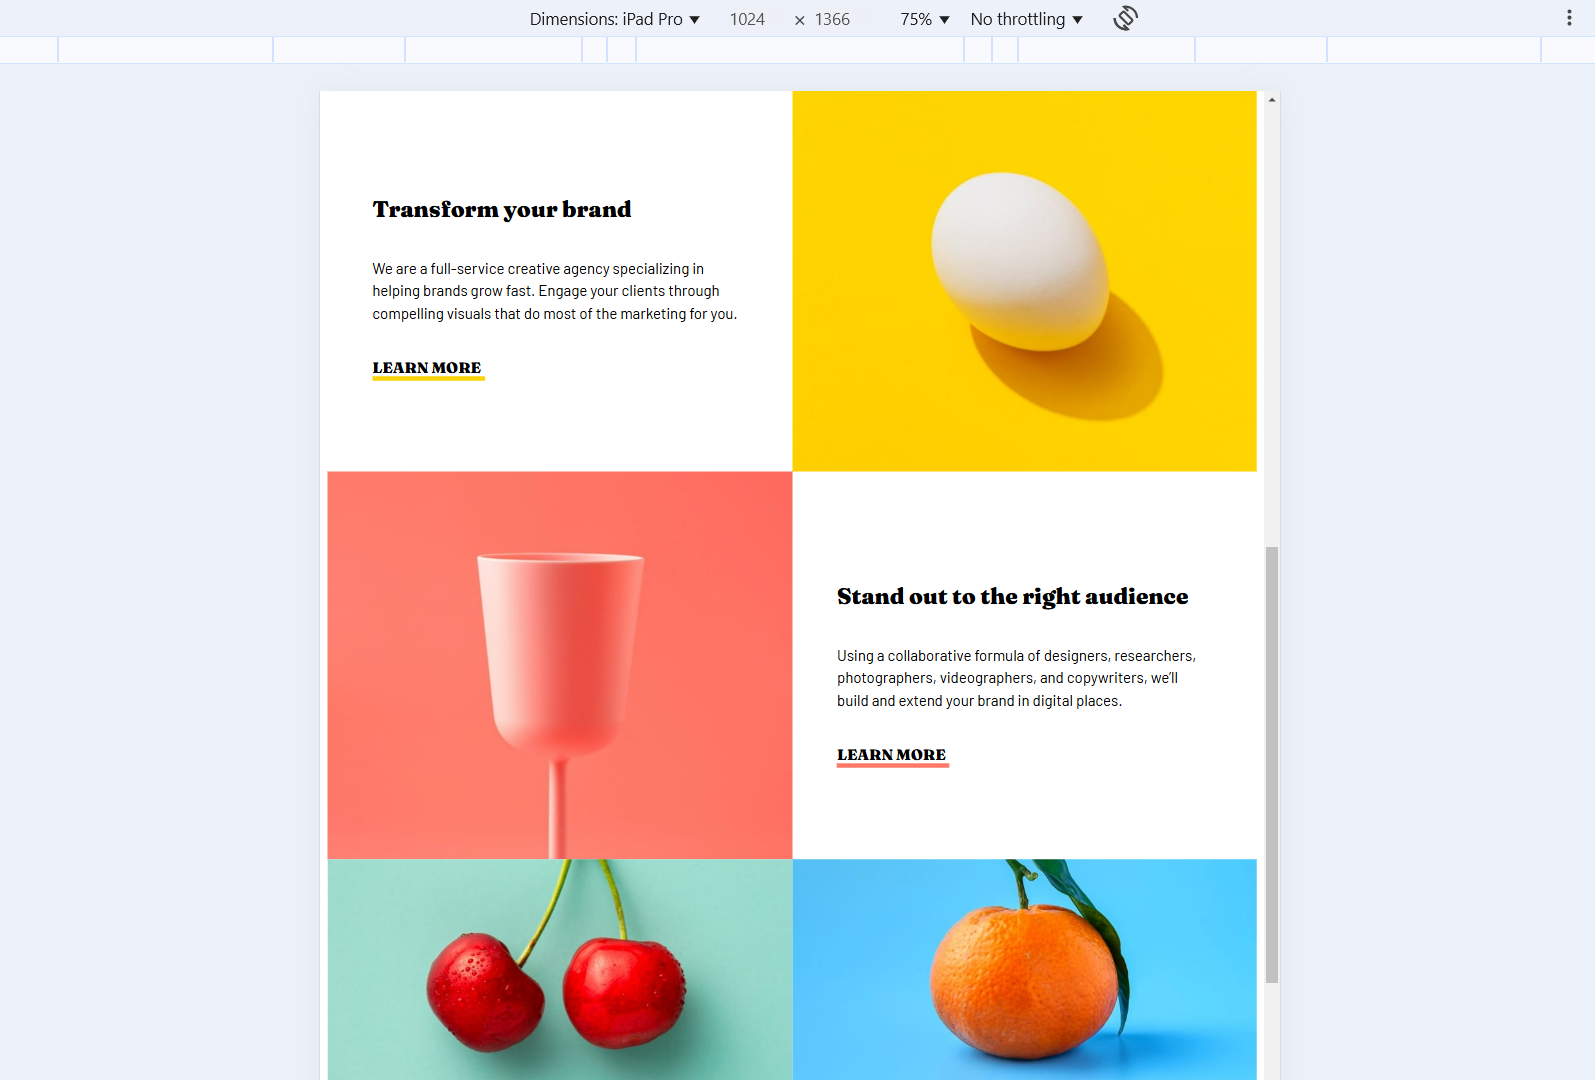 Dimensions: iPad Pro ▼ 1024 × 1366 75% ▼ No throttling ▼
Transform your brand
We are a full-service creative agency specializing in
helping brands grow fast. Engage your clients through
compelling visuals that do most of the marketing for you.
LEARN MORE
Stand out to the right audience
Using a collaborative formula of designers, researchers,
photographers, videographers, and copywriters, we’ll
build and extend your brand in digital places.
LEARN MORE